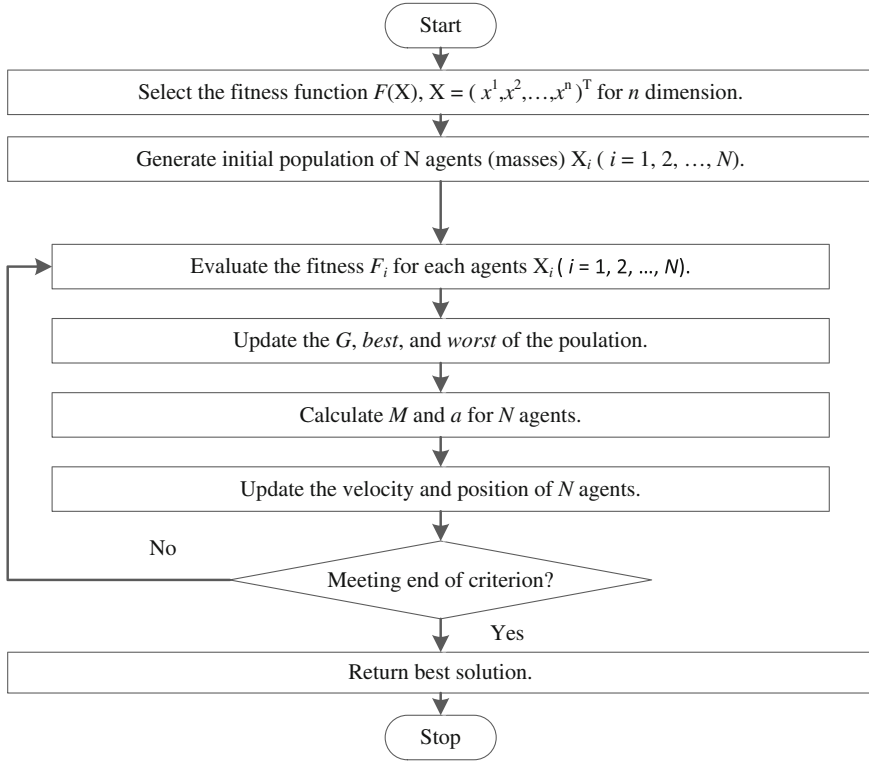 Start
Select the fitness function F(X), X = ( x¹,x²,…,xⁿ )ᵀ for n dimension.
Generate initial population of N agents (masses) Xᵢ ( i = 1, 2, …, N).
Evaluate the fitness Fᵢ for each agents Xᵢ ( i = 1, 2, ..., N).
Update the G, best, and worst of the poulation.
Calculate M and a for N agents.
Update the velocity and position of N agents.
No
Meeting end of criterion?
Yes
Return best solution.
Stop